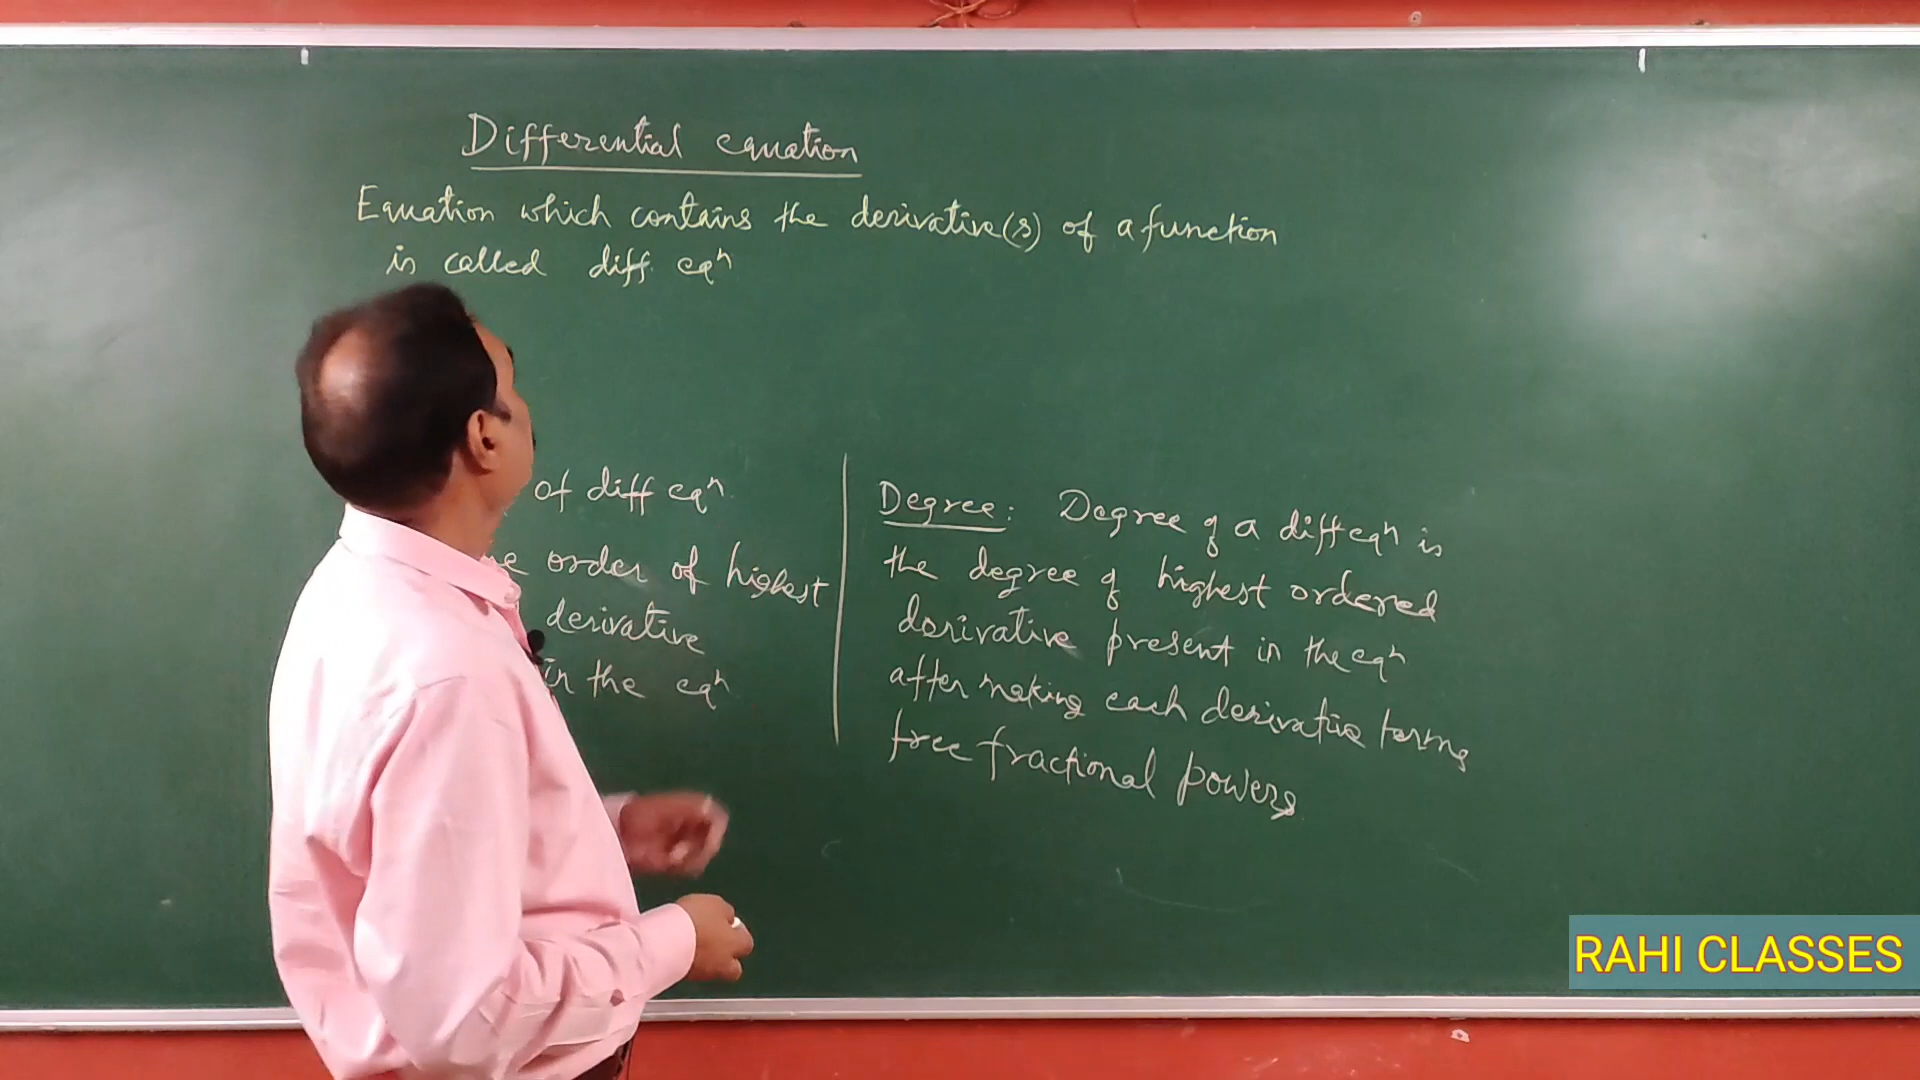 Differential equation
Equation which contains the derivative(s) of a function
is called diff. eqⁿ
of diff eqⁿ
order of highest
derivative
in the eqⁿ
Degree: Degree of a diff eqⁿ is
the degree of highest ordered
derivative present in the eqⁿ
after making each derivative terms
free fractional powers
RAHI CLASSES